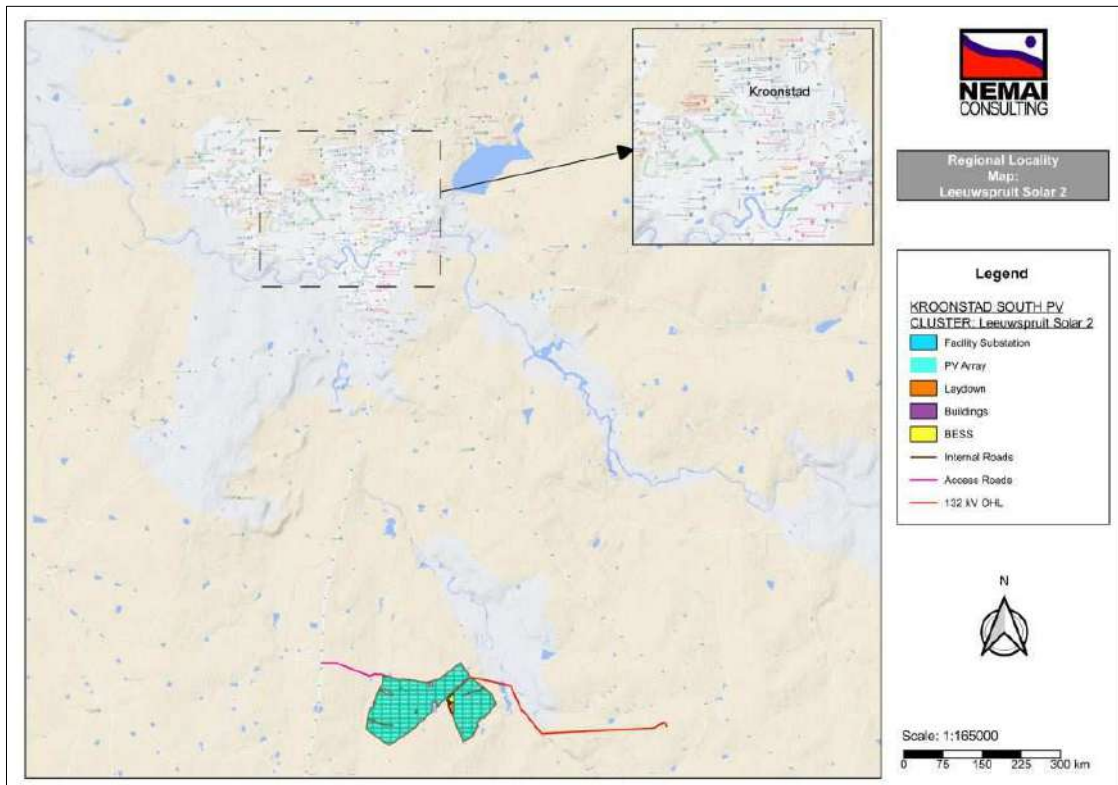 Kroonstad
NEMAI
CONSULTING
Regional Locality
Map:
Leeuwspruit Solar 2
Legend
KROONSTAD SOUTH PV
CLUSTER: Leeuwspruit Solar 2
Facility Substation
PV Array
Laydown
Buildings
BESS
Internal Roads
Access Roads
132 kV OHL
N
Scale: 1:165000
0 75 150 225 300 km